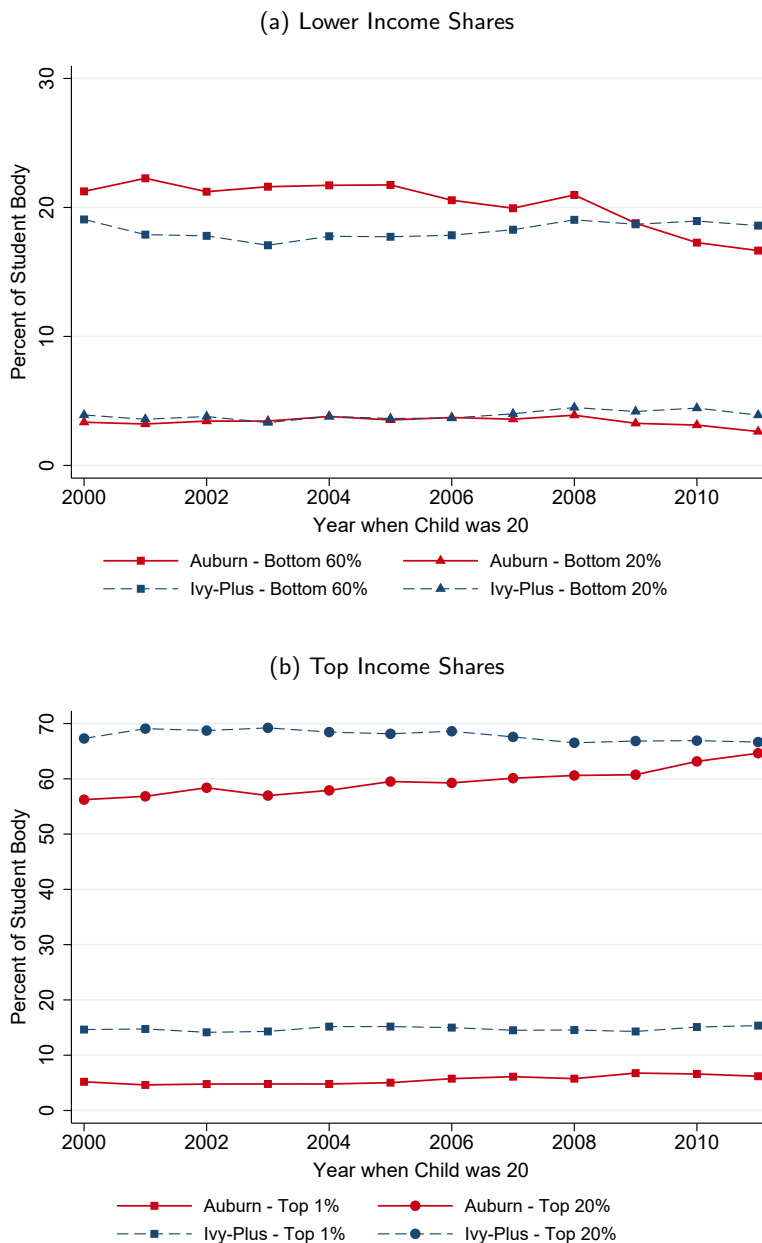 (a) Lower Income Shares
30
20
10
0
Percent of Student Body
2000 2002 2004 2006 2008 2010
Year when Child was 20
Auburn - Bottom 60% Auburn - Bottom 20%
Ivy-Plus - Bottom 60% Ivy-Plus - Bottom 20%
(b) Top Income Shares
70
60
50
40
30
20
10
0
Percent of Student Body
2000 2002 2004 2006 2008 2010
Year when Child was 20
Auburn - Top 1% Auburn - Top 20%
Ivy-Plus - Top 1% Ivy-Plus - Top 20%